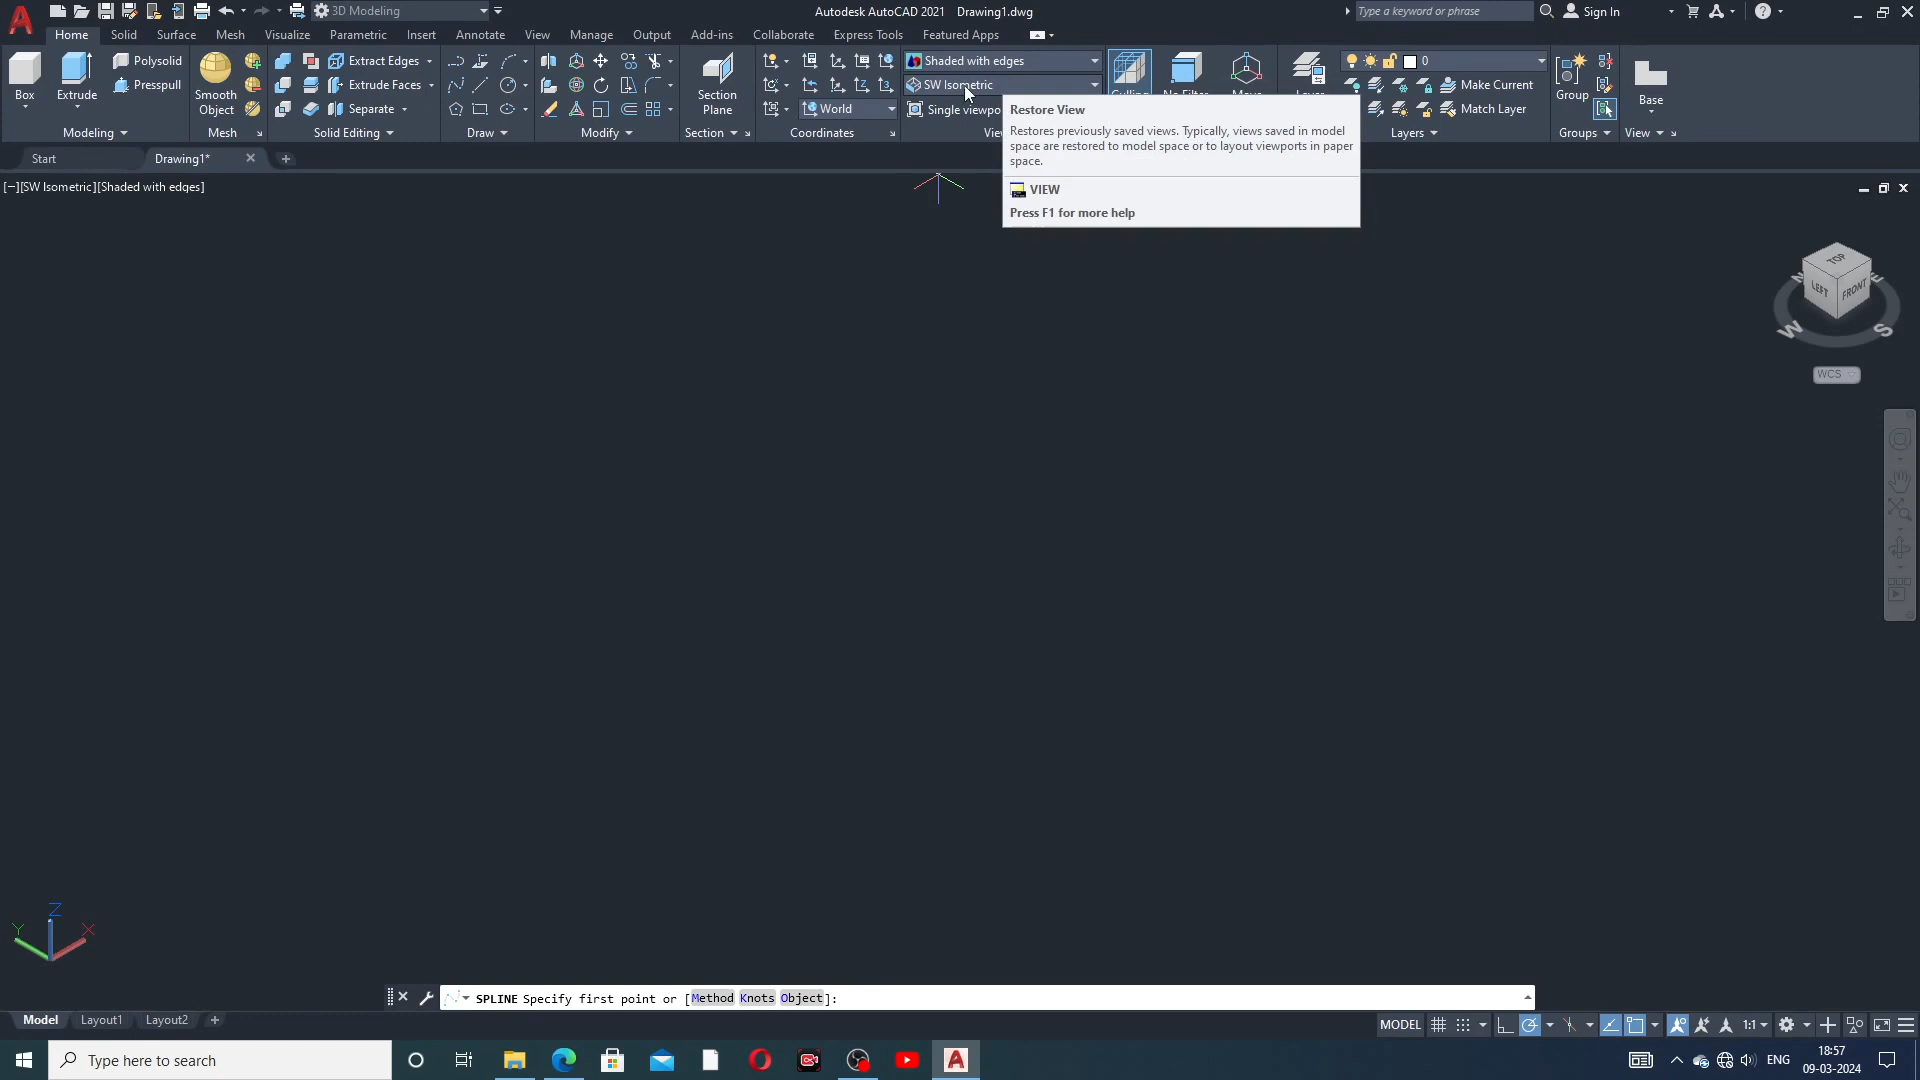 3D Modeling
Autodesk AutoCAD 2021 Drawing1.dwg
Type a keyword or phrase
Sign In
Home Solid Surface Mesh Visualize Parametric Insert Annotate View Manage Output Add-ins Collaborate Express Tools Featured Apps
Box
Extrude
Polysolid
Presspull
Modeling
Smooth
Object
Mesh
Extract Edges
Extrude Faces
Separate
Solid Editing
Draw
Modify
Section
Plane
Section
World
Coordinates
Shaded with edges
SW Isometric
Single viewpo
0
Make Current
Match Layer
Layers
Group
Groups
Base
View
Start
Drawing1*
Restore View
Restores previously saved views. Typically, views saved in model
space are restored to model space or to layout viewports in paper
space.
VIEW
Press F1 for more help
[−][SW Isometric][Shaded with edges]
TOP
LEFT
FRONT
W
S
WCS
Z
Y
X
SPLINE Specify first point or [Method Knots Object]:
Model Layout1 Layout2
MODEL
1:1
Type here to search
ENG
18:57
09-03-2024